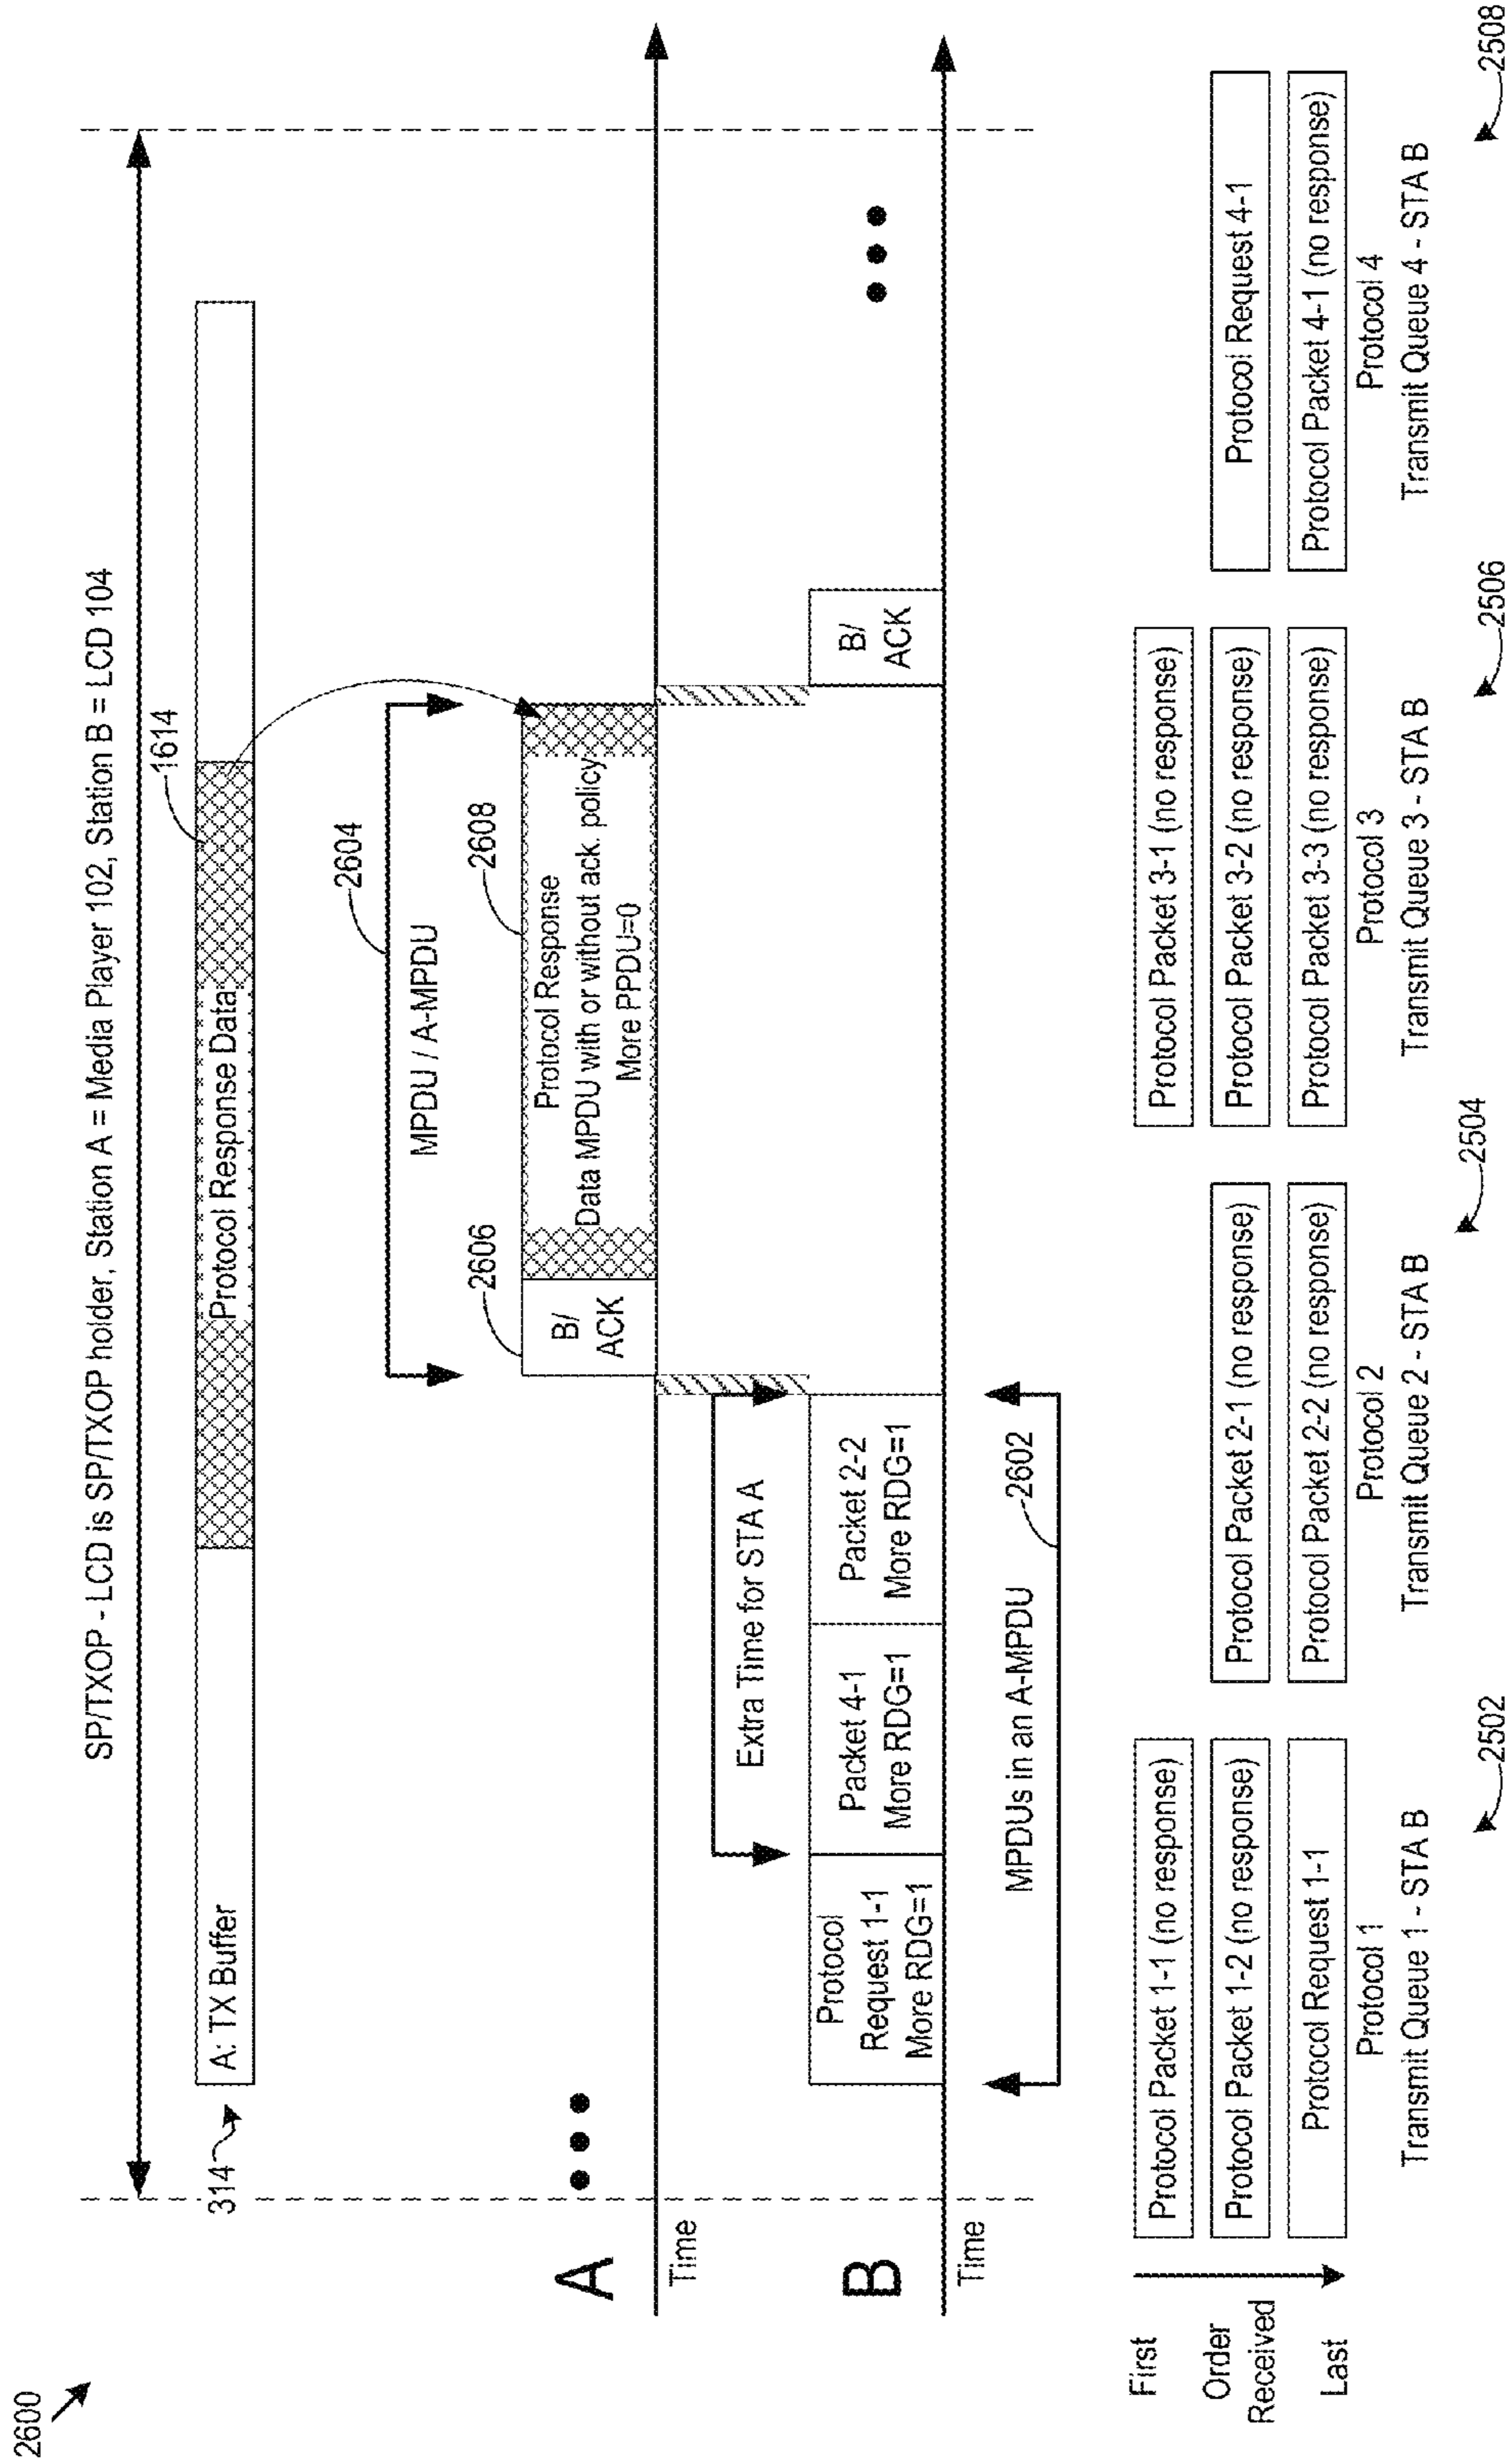 2600
SP/TXOP - LCD is SP/TXOP holder, Station A = Media Player 102, Station B = LCD 104
314
A: TX Buffer
Protocol Response Data
1614
2604
MPDU / A-MPDU
2606
2608
A
B/
ACK
Protocol Response
Data MPDU with or without ack. policy
More PPDU=0
Time
Extra Time for STA A
B
Protocol
Request 1-1
More RDG=1
Packet 4-1
More RDG=1
Packet 2-2
More RDG=1
B/
ACK
Time
MPDUs in an A-MPDU
2602
First
Order
Received
Last
Protocol Packet 1-1 (no response)
Protocol Packet 1-2 (no response)
Protocol Request 1-1
Protocol 1
Transmit Queue 1 - STA B
2502
Protocol Packet 2-1 (no response)
Protocol Packet 2-2 (no response)
Protocol 2
Transmit Queue 2 - STA B
2504
Protocol Packet 3-1 (no response)
Protocol Packet 3-2 (no response)
Protocol Packet 3-3 (no response)
Protocol 3
Transmit Queue 3 - STA B
2506
Protocol Request 4-1
Protocol Packet 4-1 (no response)
Protocol 4
Transmit Queue 4 - STA B
2508